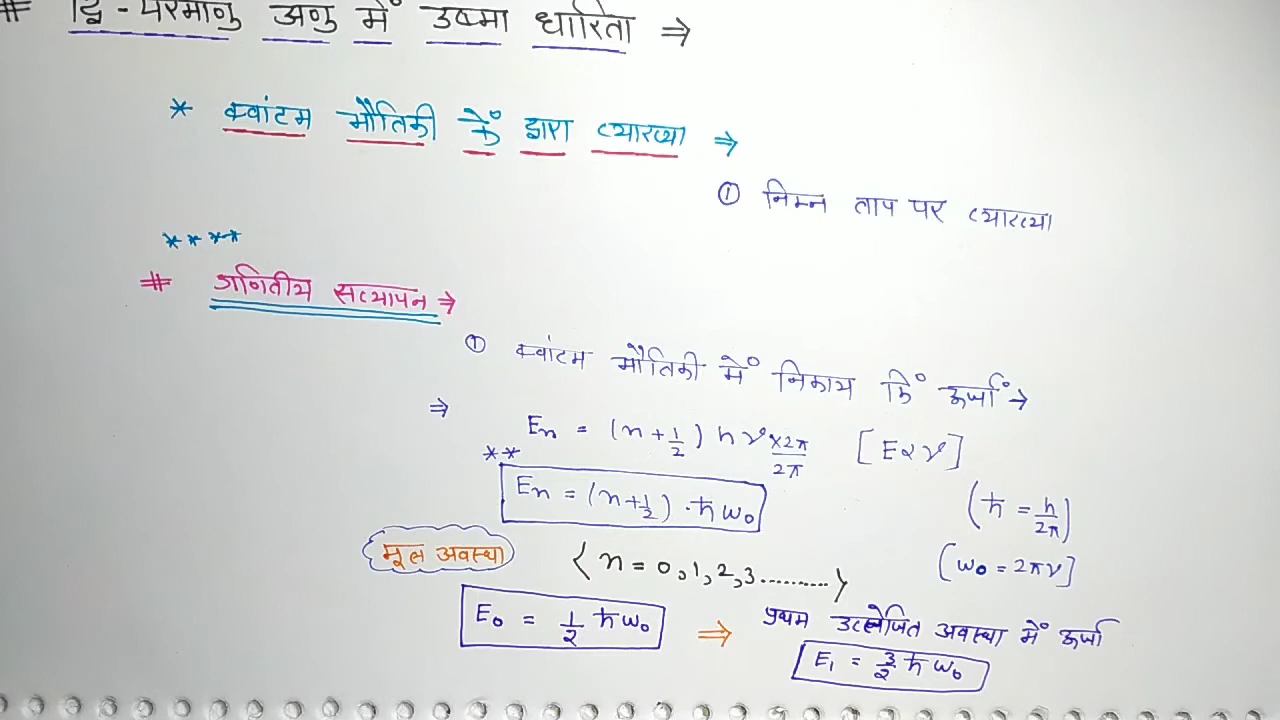 # द्वि - परमानु अनु में उष्मा धारिता ⇒
* क्वांटम भौतिकी कें द्वारा व्याख्या ⇒
① निम्न ताप पर व्याख्या
****
# गणितीय सत्यापन →
① क्वांटम भौतिकी में निकाय किं ऊर्जां →
⇒ En = (n+1/2) hν ×2π/2π [E∝ν]
**
En = (n+1/2) · ħω₀ (ħ = h/2π)
मूल अवस्था {n = 0,1,2,3..........} [ω₀ = 2πν]
E₀ = 1/2 ħω₀ ⇒ प्रथम उत्तेजित अवस्था में ऊर्जा
E₁ = 3/2 ħω₀